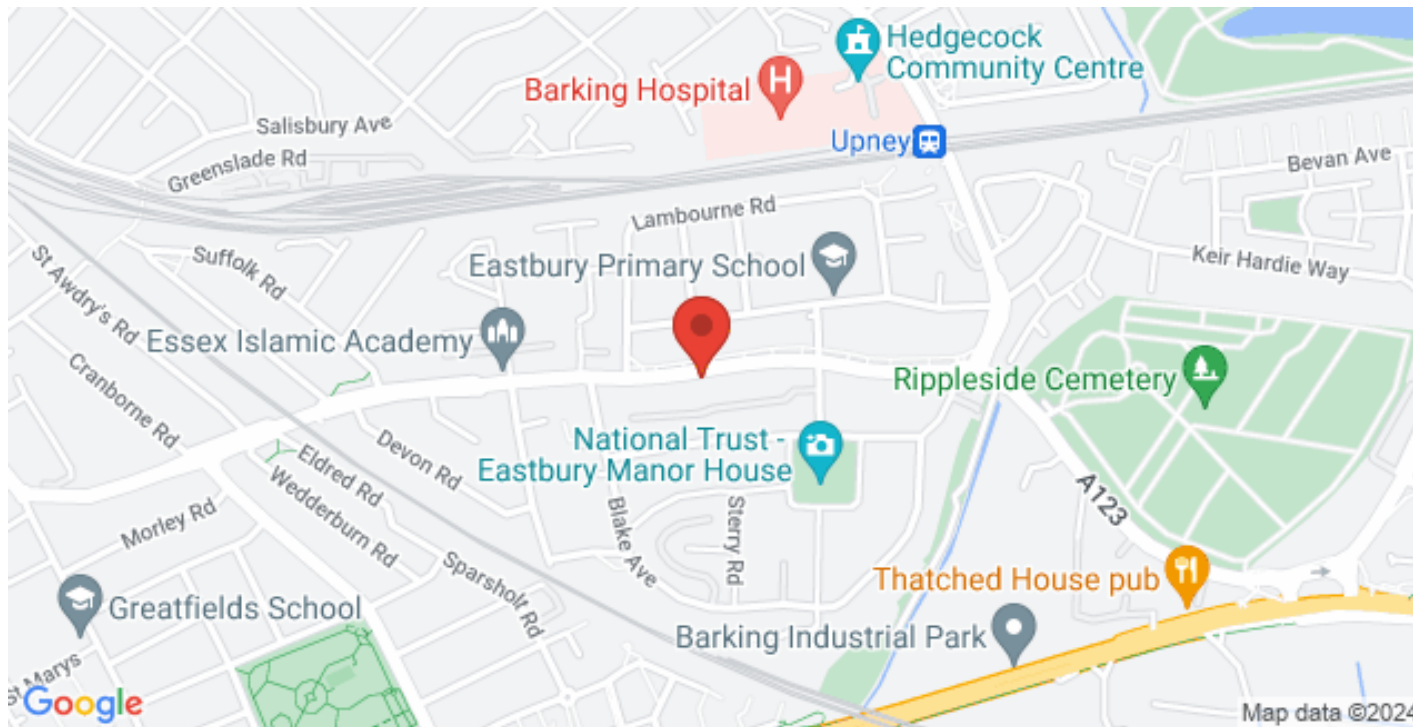 Hedgecock
Community Centre
Barking Hospital
H
Salisbury Ave
Upney
Greenslade Rd
Bevan Ave
Lambourne Rd
Suffolk Rd
Eastbury Primary School
Keir Hardie Way
St Awdry's Rd
Essex Islamic Academy
Cranborne Rd
Rippleside Cemetery
National Trust -
Eastbury Manor House
Devon Rd
Eldred Rd
Wedderburn Rd
A123
Morley Rd
Blake Ave
Sterry Rd
Sparsholt Rd
Thatched House pub
Greatfields School
Barking Industrial Park
St Marys
Google
Map data ©2024